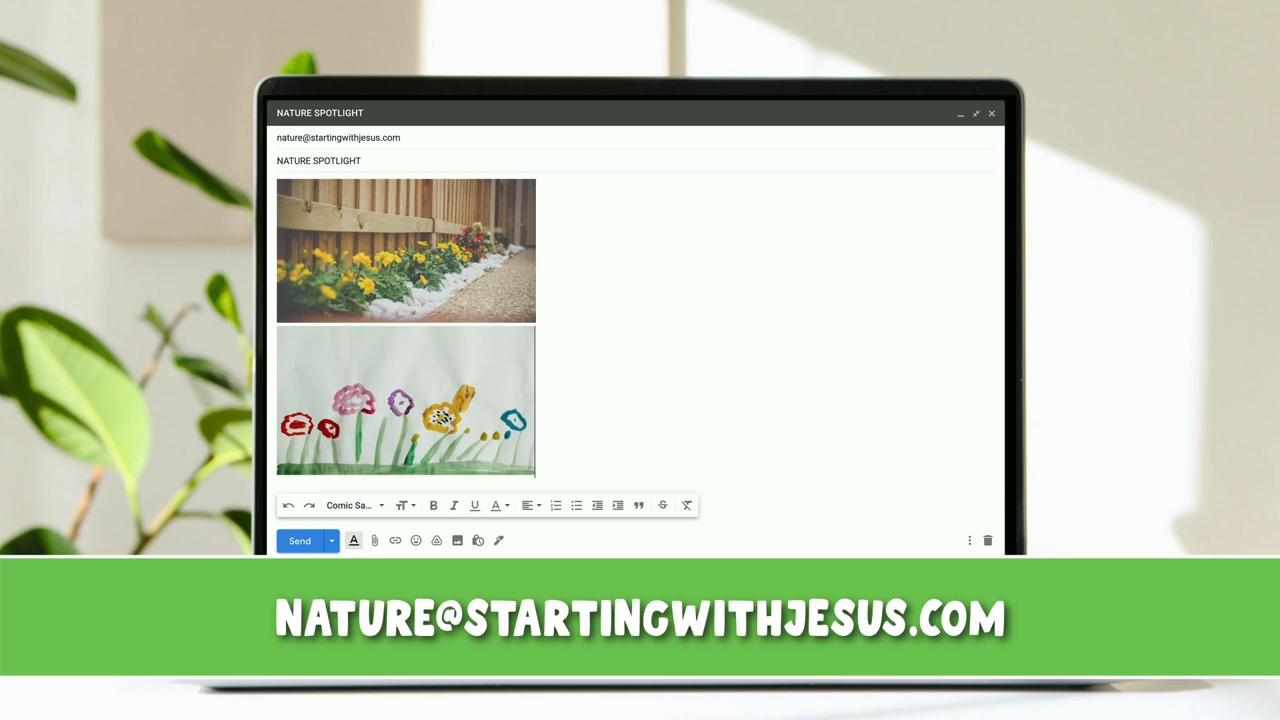 NATURE SPOTLIGHT
nature@startingwithjesus.com
NATURE SPOTLIGHT
Comic Sa...
Send
NATURE@STARTINGWITHJESUS.COM